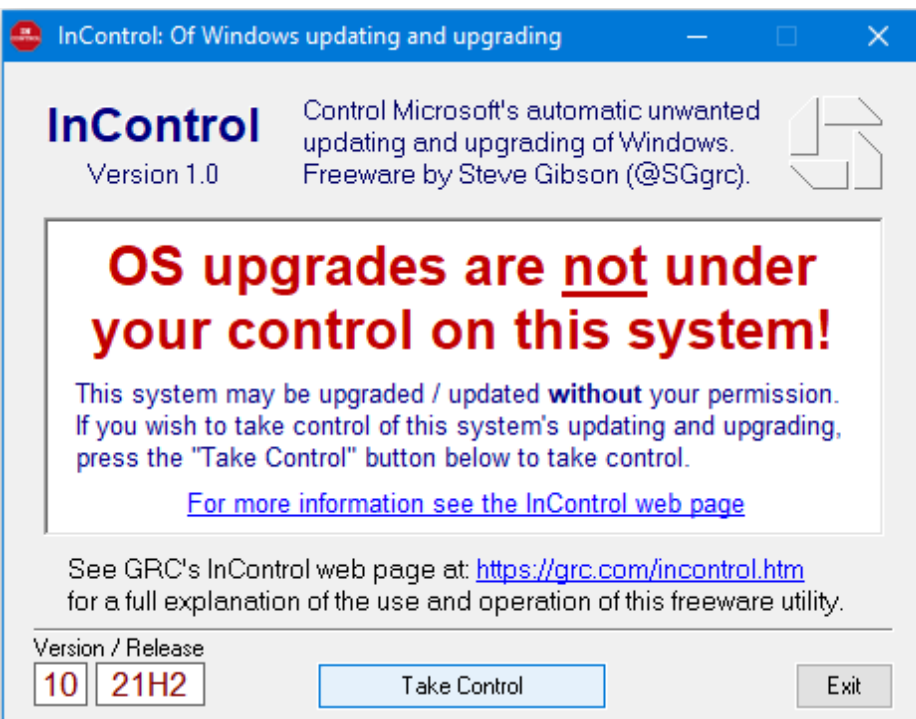 InControl: Of Windows updating and upgrading
InControl
Version 1.0
Control Microsoft's automatic unwanted
updating and upgrading of Windows.
Freeware by Steve Gibson (@SGgrc).
OS upgrades are not under
your control on this system!
This system may be upgraded / updated without your permission.
If you wish to take control of this system's updating and upgrading,
press the "Take Control" button below to take control.
For more information see the InControl web page
See GRC's InControl web page at: https://grc.com/incontrol.htm
for a full explanation of the use and operation of this freeware utility.
Version / Release
10 21H2
Take Control
Exit